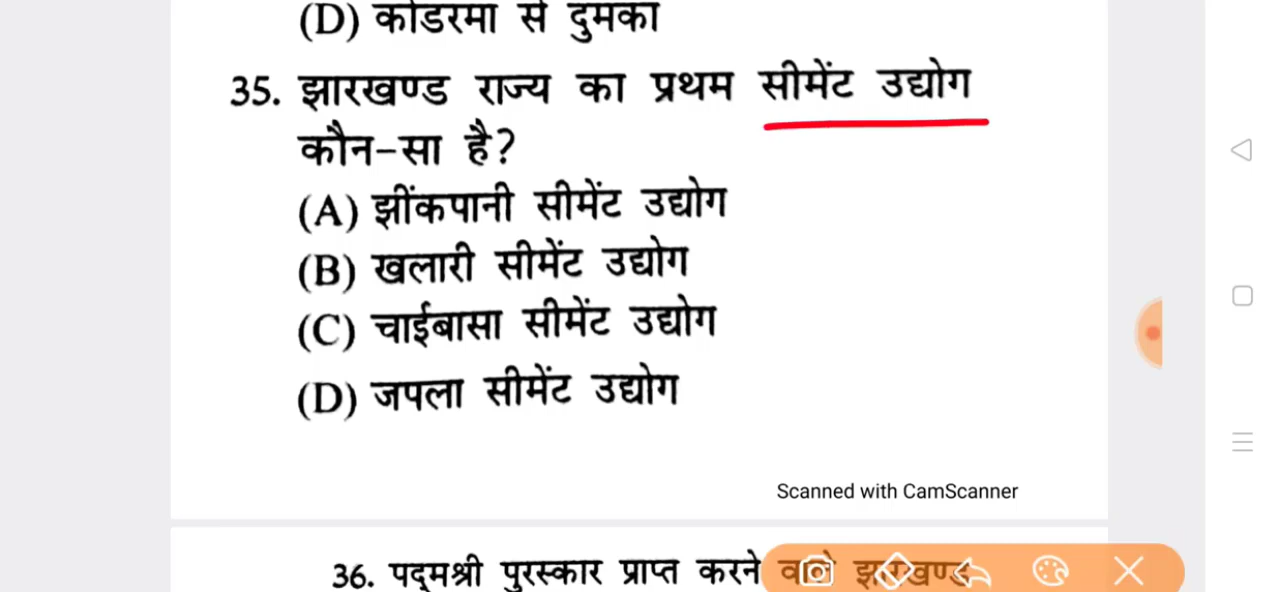 (D) कोडरमा से दुमका
35. झारखण्ड राज्य का प्रथम सीमेंट उद्योग
कौन-सा है?
(A) झींकपानी सीमेंट उद्योग
(B) खलारी सीमेंट उद्योग
(C) चाईबासा सीमेंट उद्योग
(D) जपला सीमेंट उद्योग
Scanned with CamScanner
36. पद्मश्री पुरस्कार प्राप्त करने वाले झारखण्ड